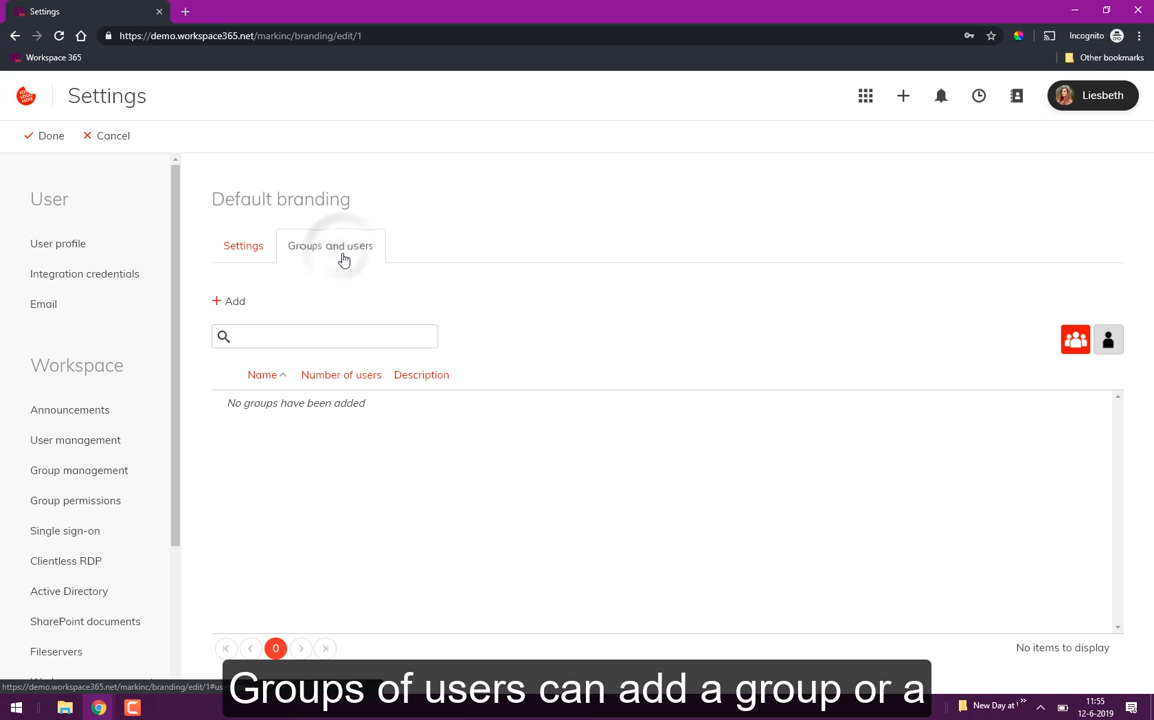 Settings
https://demo.workspace365.net/markinc/branding/edit/1
Incognito
Workspace 365
Other bookmarks
Settings
Liesbeth
Done
Cancel
User
User profile
Integration credentials
Email
Workspace
Announcements
User management
Group management
Group permissions
Single sign-on
Clientless RDP
Active Directory
SharePoint documents
Fileservers
Default branding
Settings
Groups and users
Add
Name
Number of users
Description
No groups have been added
0
No items to display
https://demo.workspace365.net/markinc/branding/edit/1#us
Groups of users can add a group or a
New Day at
11:55
12-6-2019